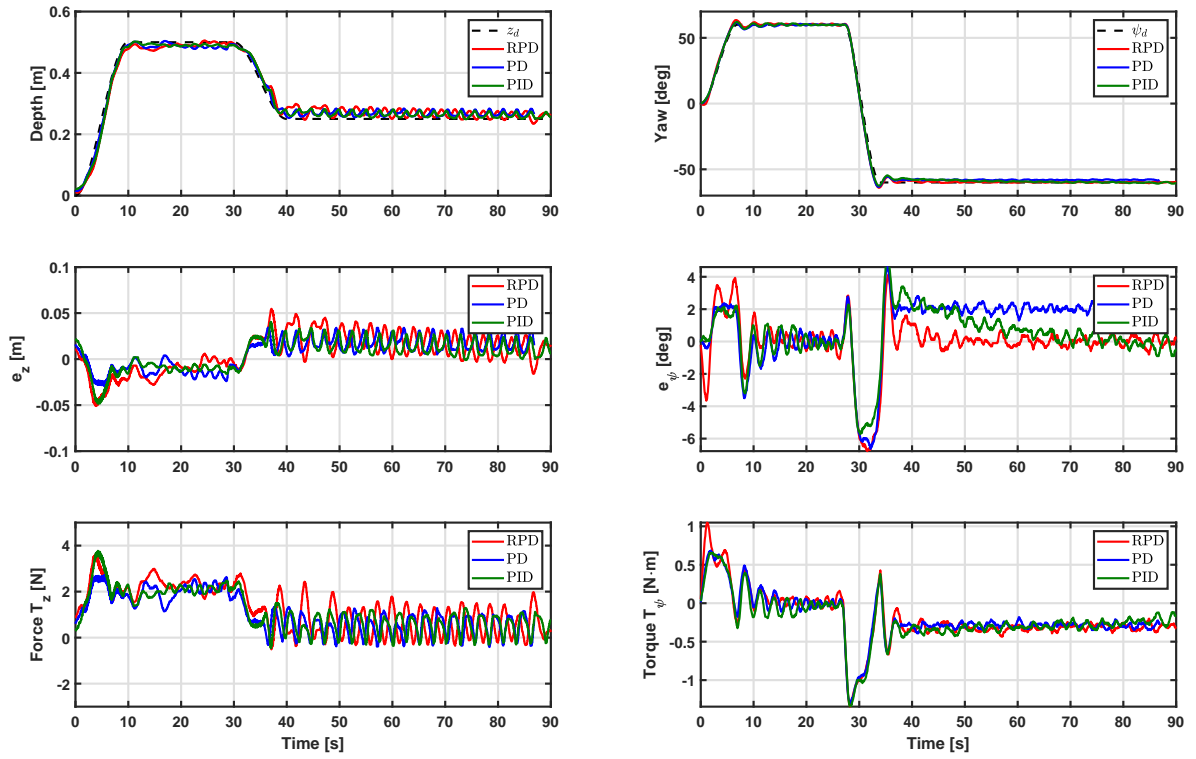 0.6
0.4
0.2
0
Depth [m]
0 10 20 30 40 50 60 70 80 90
z_d
RPD
PD
PID
50
0
-50
Yaw [deg]
0 10 20 30 40 50 60 70 80 90
ψ_d
RPD
PD
PID
0.1
0.05
0
-0.05
-0.1
e_z [m]
0 10 20 30 40 50 60 70 80 90
RPD
PD
PID
4
2
0
-2
-4
-6
e_ψ [deg]
0 10 20 30 40 50 60 70 80 90
RPD
PD
PID
4
2
0
-2
Force T_z [N]
0 10 20 30 40 50 60 70 80 90
Time [s]
RPD
PD
PID
1
0.5
0
-0.5
-1
Torque T_ψ [N·m]
0 10 20 30 40 50 60 70 80 90
Time [s]
RPD
PD
PID